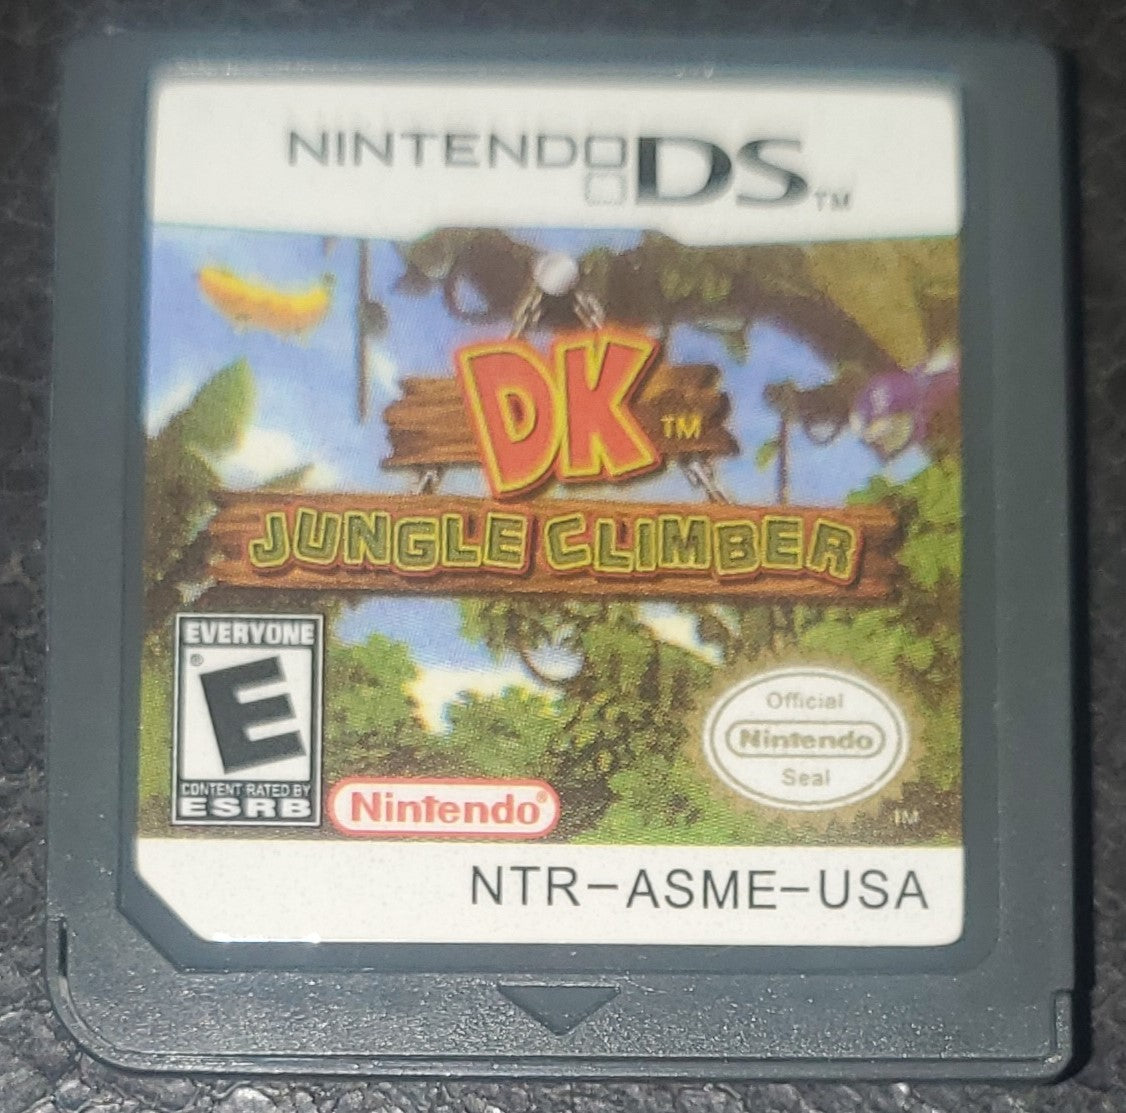 NINTENDO DS™
DK™
JUNGLE CLIMBER
EVERYONE
E®
CONTENT RATED BY
ESRB
Nintendo®
Official
Nintendo
Seal
TM
NTR-ASME-USA